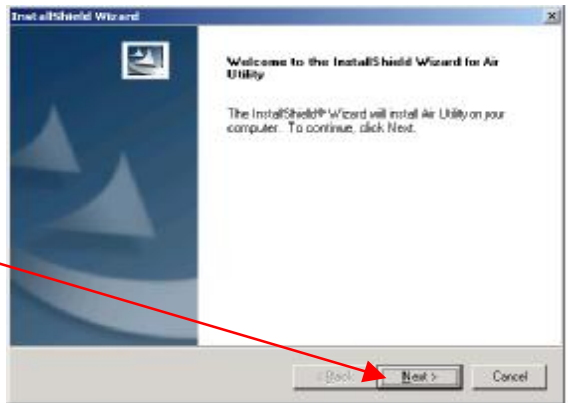 InstallShield Wizard
Welcome to the InstallShield Wizard for Air
Utility
The InstallShield® Wizard will install Air Utility on your
computer. To continue, click Next.
< Back
Next >
Cancel